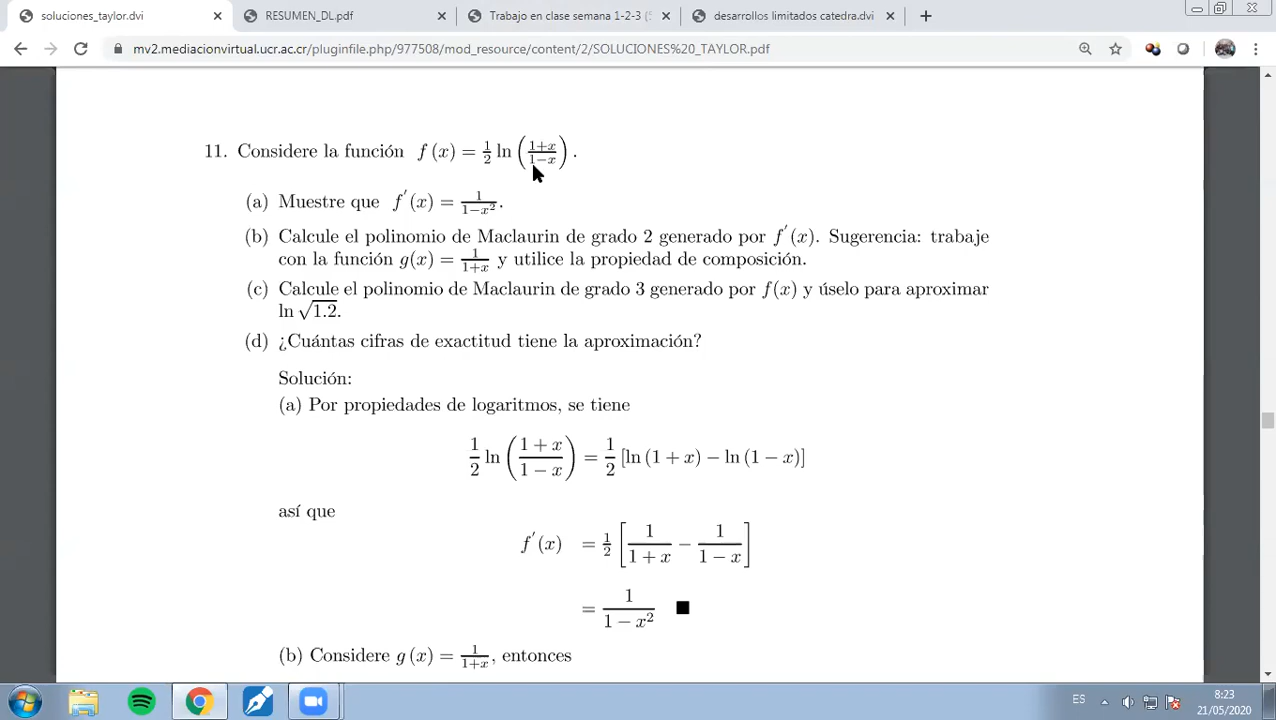 soluciones_taylor.dvi
RESUMEN_DL.pdf
Trabajo en clase semana 1-2-3 (
desarrollos limitados catedra.dvi
mv2.mediacionvirtual.ucr.ac.cr/pluginfile.php/977508/mod_resource/content/2/SOLUCIONES%20_TAYLOR.pdf
11. Considere la función f (x) = 1/2 ln ( (1+x)/(1−x) ) .
(a) Muestre que f′(x) = 1/(1−x²).
(b) Calcule el polinomio de Maclaurin de grado 2 generado por f′(x). Sugerencia: trabaje
con la función g(x) = 1/(1+x) y utilice la propiedad de composición.
(c) Calcule el polinomio de Maclaurin de grado 3 generado por f(x) y úselo para aproximar
ln √1.2.
(d) ¿Cuántas cifras de exactitud tiene la aproximación?
Solución:
(a) Por propiedades de logaritmos, se tiene
1/2 ln ( (1 + x)/(1 − x) ) = 1/2 [ln (1 + x) − ln (1 − x)]
así que
f′(x) = 1/2 [ 1/(1 + x) − 1/(1 − x) ]
= 1/(1 − x²) ■
(b) Considere g (x) = 1/(1+x), entonces
ES
8:23
21/05/2020